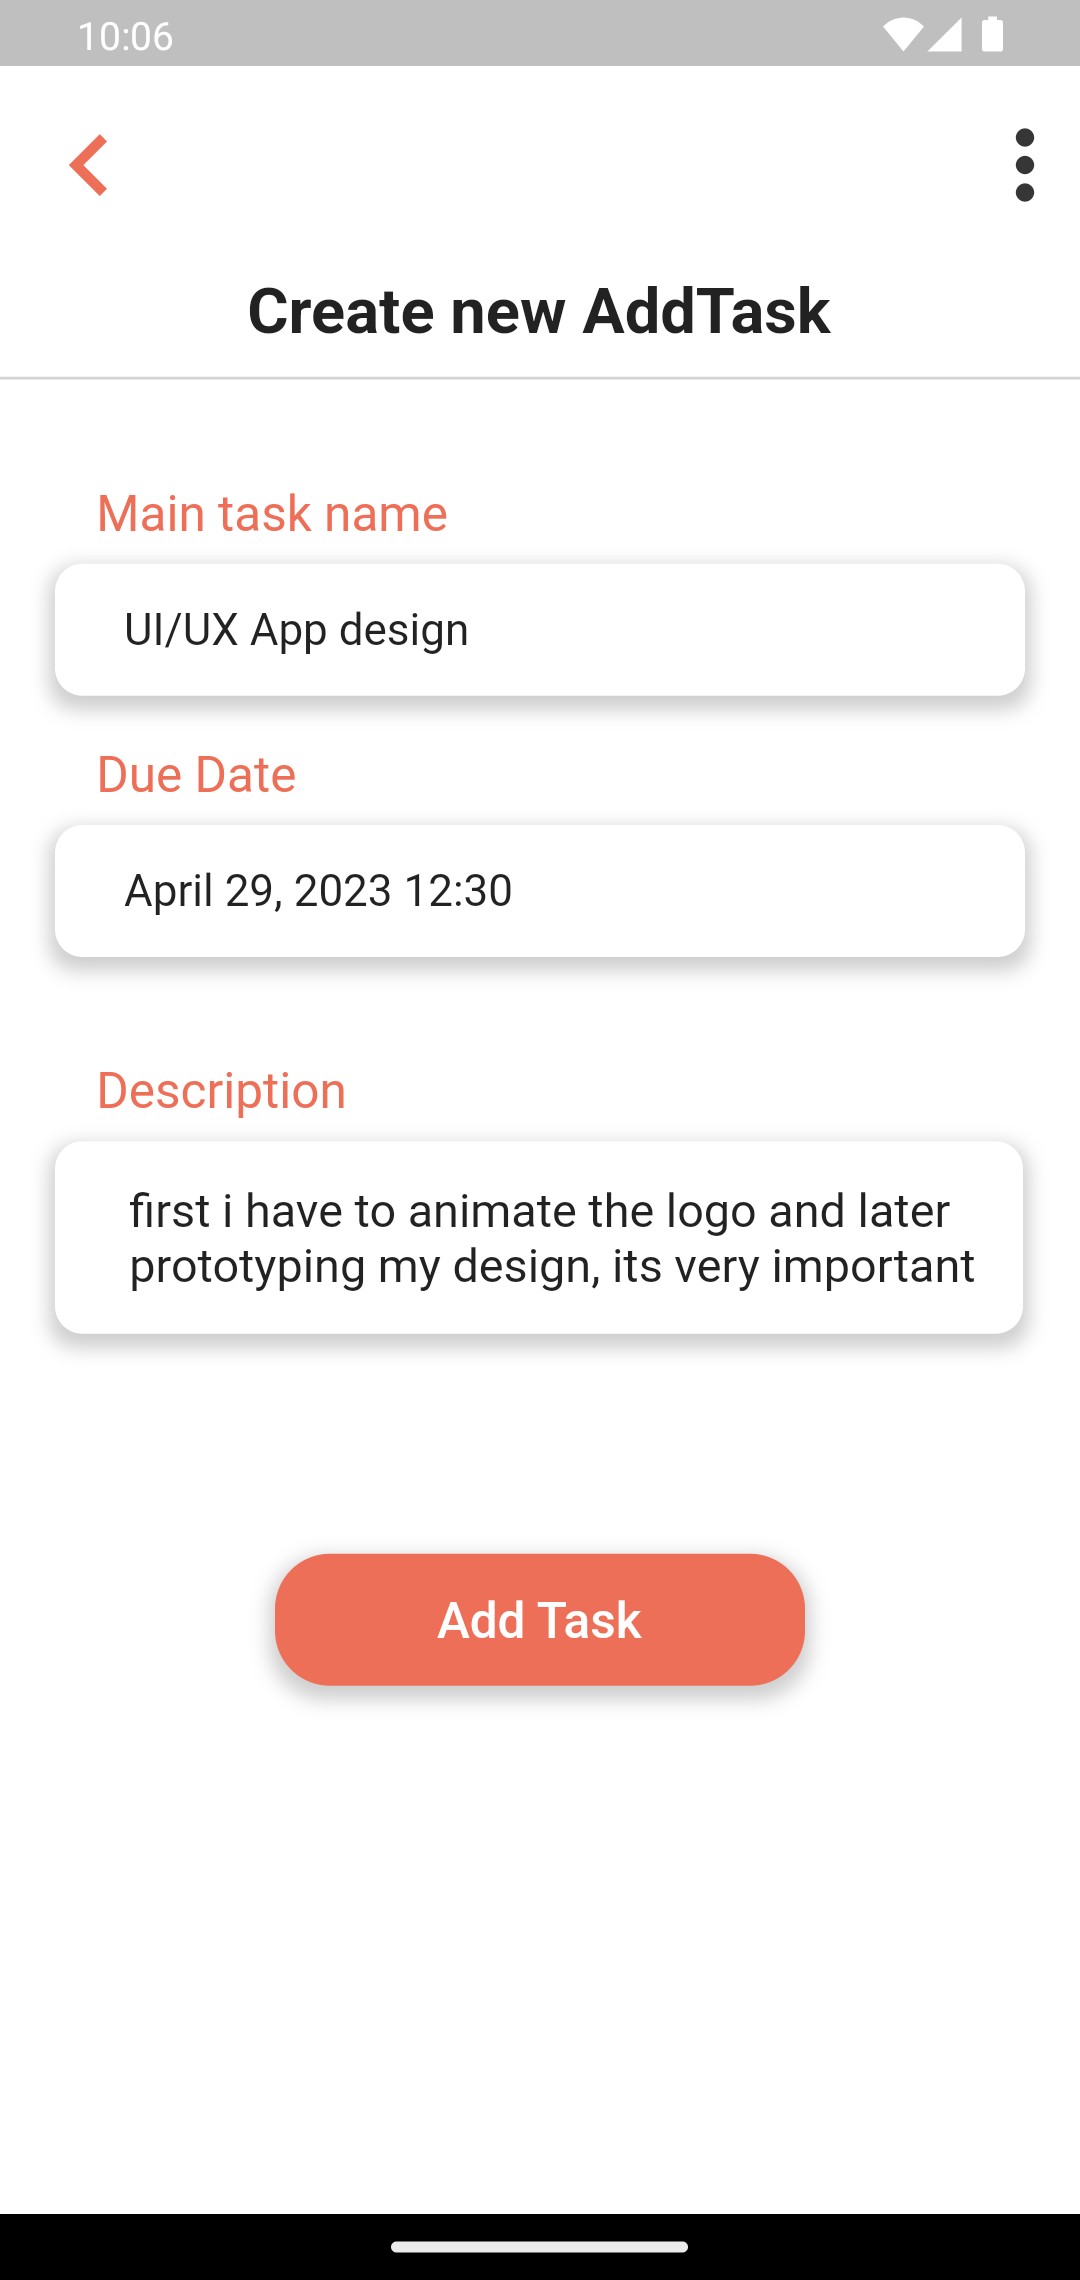 10:06
Create new AddTask
Main task name
UI/UX App design
Due Date
April 29, 2023 12:30
Description
first i have to animate the logo and later
prototyping my design, its very important
Add Task